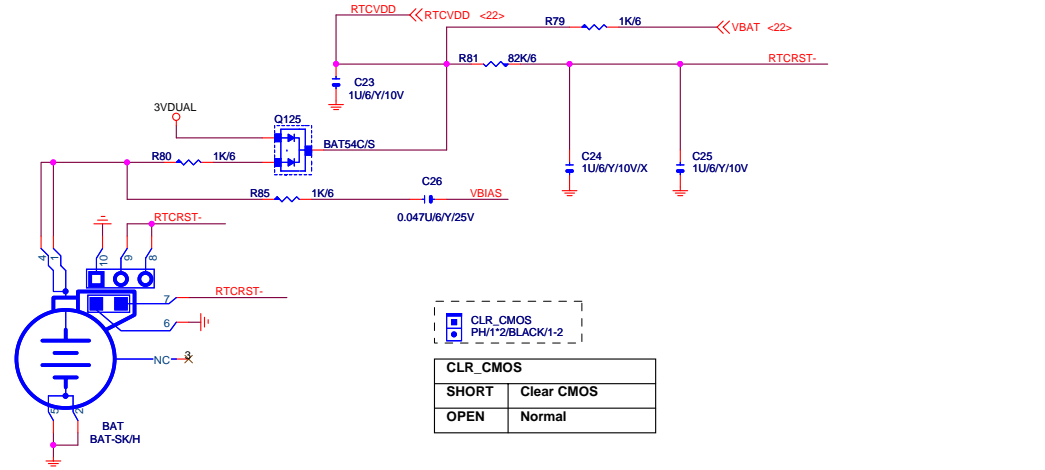 RTCVDD
RTCVDD <22>
R79 1K/6
VBAT <22>
R81 82K/6
RTCRST-
C23
1U/6/Y/10V
3VDUAL
Q125
BAT54C/S
R80 1K/6
C24
1U/6/Y/10V/X
C25
1U/6/Y/10V
R85 1K/6
C26
VBIAS
0.047U/6/Y/25V
RTCRST-
4
1
10
9
8
7
RTCRST-
6
NC
3
5
2
BAT
BAT-SK/H
CLR_CMOS
PH/1*2/BLACK/1-2
CLR_CMOS
SHORT Clear CMOS
OPEN Normal